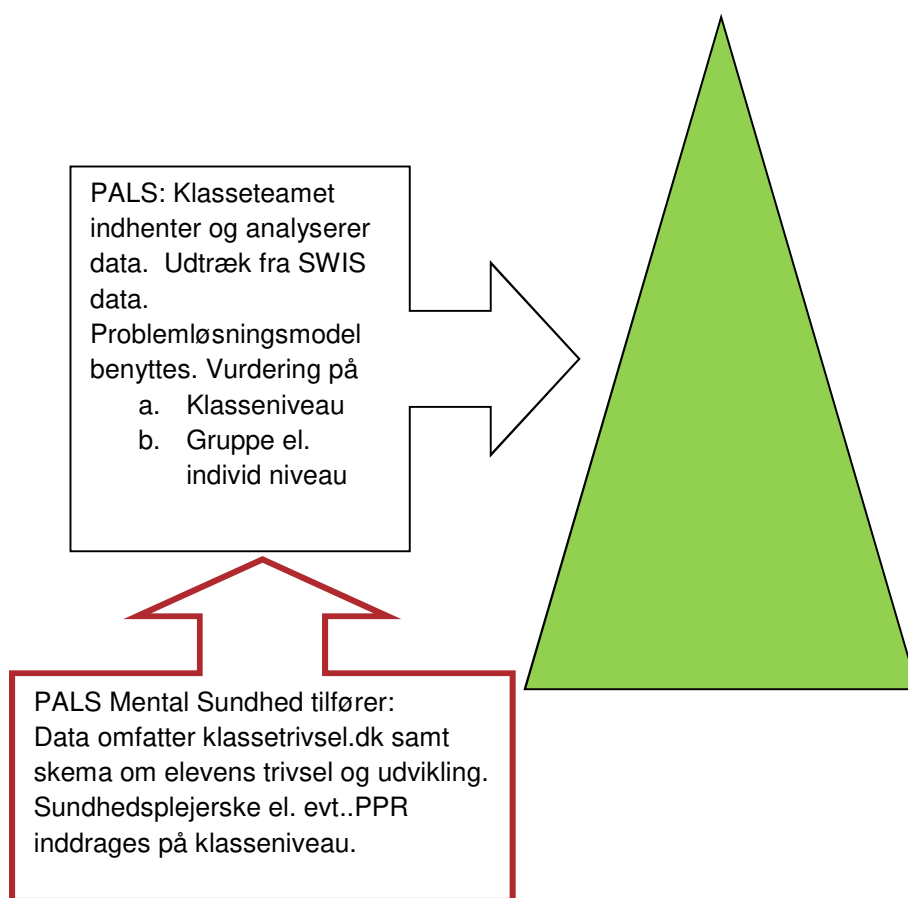 PALS: Klasseteamet
indhenter og analyserer
data.  Udtræk fra SWIS
data.
Problemløsningsmodel
benyttes. Vurdering på
a. Klasseniveau
b. Gruppe el.
individ niveau
PALS Mental Sundhed tilfører:
Data omfatter klassetrivsel.dk samt
skema om elevens trivsel og udvikling.
Sundhedsplejerske el. evt..PPR
inddrages på klasseniveau.